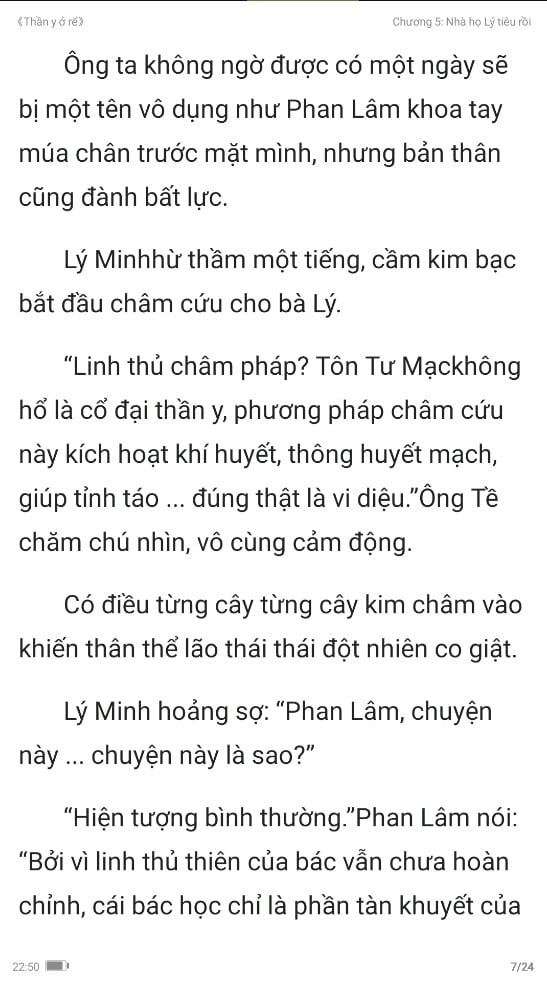 《Thần y ở rể》
Chương 5: Nhà họ Lý tiêu rồi
Ông ta không ngờ được có một ngày sẽ
bị một tên vô dụng như Phan Lâm khoa tay
múa chân trước mặt mình, nhưng bản thân
cũng đành bất lực.
Lý Minhhừ thầm một tiếng, cầm kim bạc
bắt đầu châm cứu cho bà Lý.
“Linh thủ châm pháp? Tôn Tư Mạckhông
hổ là cổ đại thần y, phương pháp châm cứu
này kích hoạt khí huyết, thông huyết mạch,
giúp tỉnh táo ... đúng thật là vi diệu.”Ông Tề
chăm chú nhìn, vô cùng cảm động.
Có điều từng cây từng cây kim châm vào
khiến thân thể lão thái thái đột nhiên co giật.
Lý Minh hoảng sợ: “Phan Lâm, chuyện
này ... chuyện này là sao?”
“Hiện tượng bình thường.”Phan Lâm nói:
“Bởi vì linh thủ thiên của bác vẫn chưa hoàn
chỉnh, cái bác học chỉ là phần tàn khuyết của
22:50
7/24